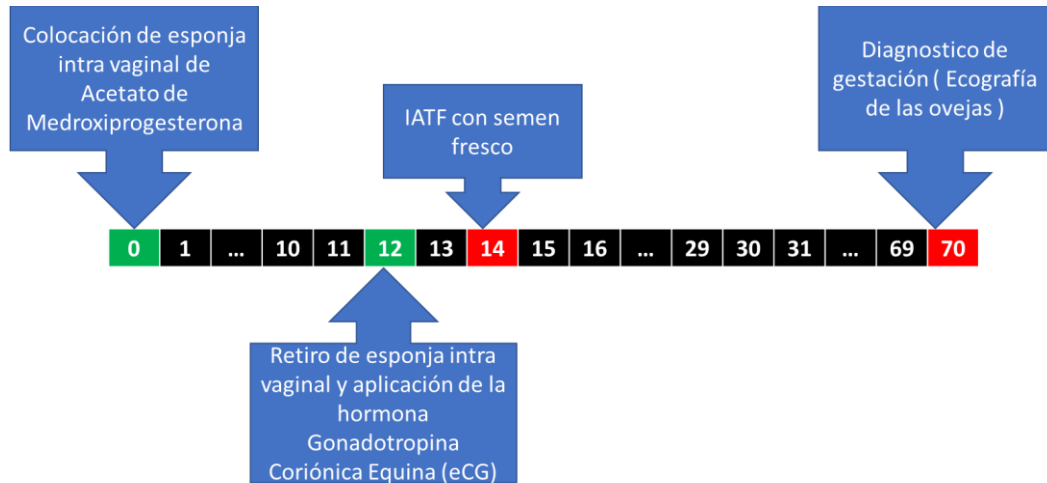 Colocación de esponja
intra vaginal de
Acetato de
Medroxiprogesterona
IATF con semen
fresco
Diagnostico de
gestación ( Ecografía
de las ovejas )
0 1 ... 10 11 12 13 14 15 16 ... 29 30 31 ... 69 70
Retiro de esponja intra
vaginal y aplicación de la
hormona
Gonadotropina
Coriónica Equina (eCG)